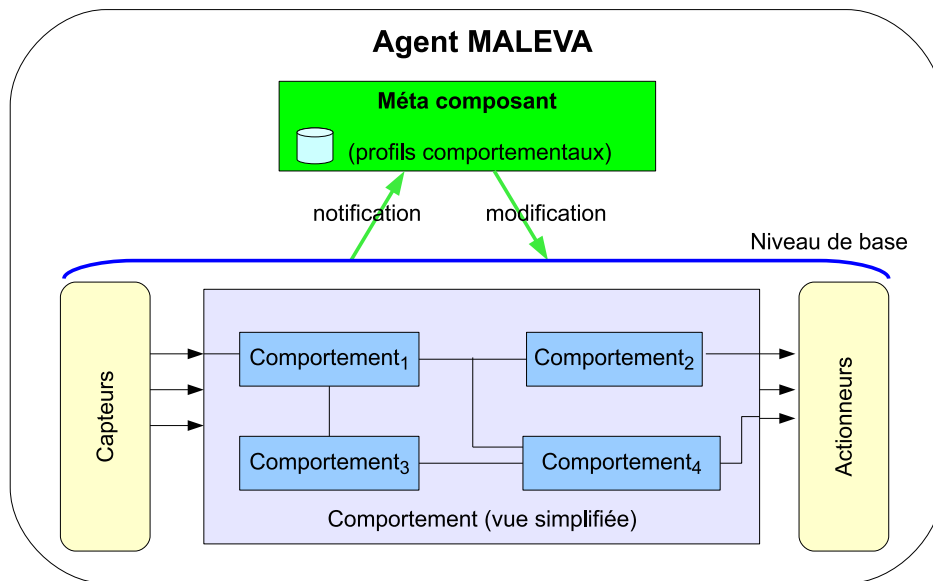 Agent MALEVA
Méta composant
(profils comportementaux)
notification
modification
Niveau de base
Capteurs
Comportement1
Comportement2
Comportement3
Comportement4
Comportement (vue simplifiée)
Actionneurs